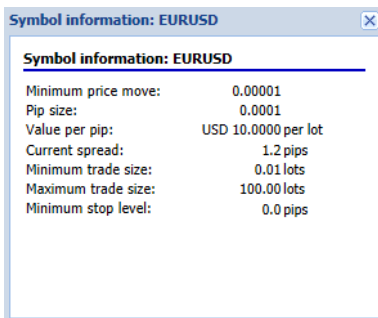 Symbol information: EURUSD
Symbol information: EURUSD
Minimum price move: 0.00001
Pip size: 0.0001
Value per pip: USD 10.0000 per lot
Current spread: 1.2 pips
Minimum trade size: 0.01 lots
Maximum trade size: 100.00 lots
Minimum stop level: 0.0 pips